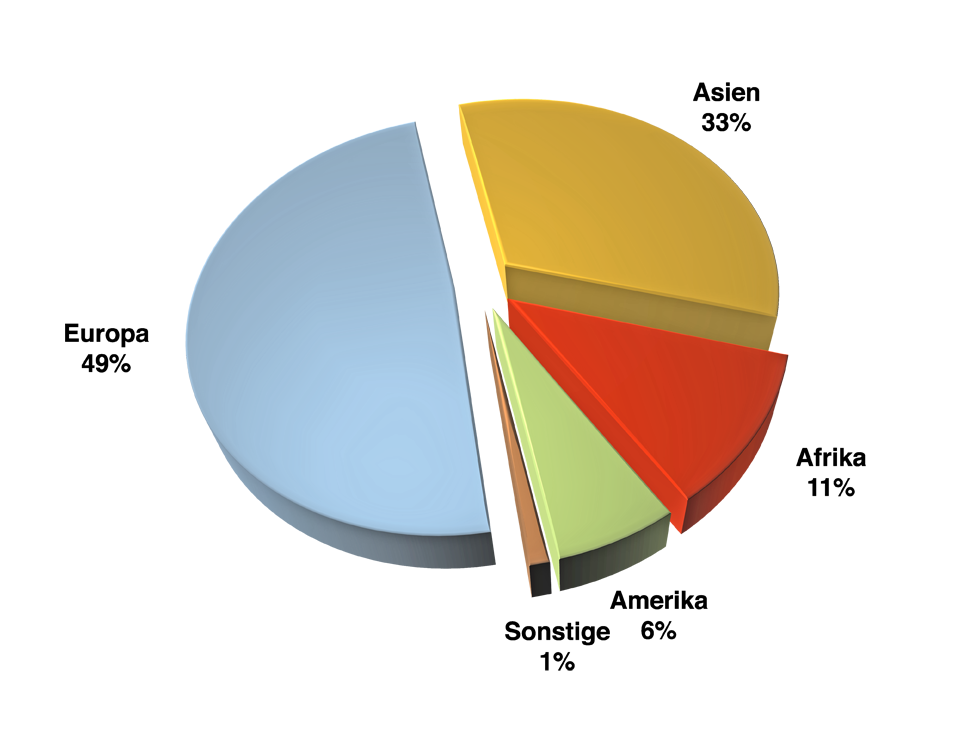 Asien
33%
Europa
49%
Afrika
11%
Amerika
6%
Sonstige
1%